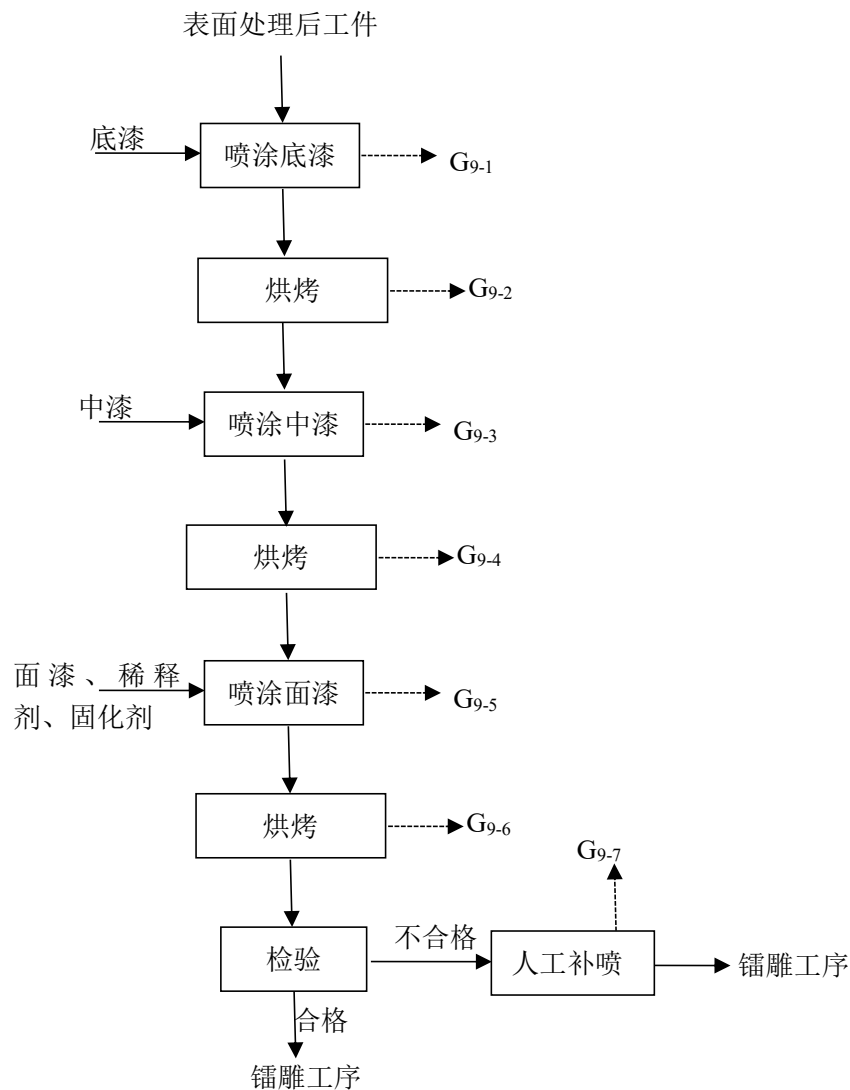 表面处理后工件
底漆
喷涂底漆
G9-1
烘烤
G9-2
中漆
喷涂中漆
G9-3
烘烤
G9-4
面漆、稀释
剂、固化剂
喷涂面漆
G9-5
烘烤
G9-6
G9-7
检验
不合格
人工补喷
镭雕工序
合格
镭雕工序